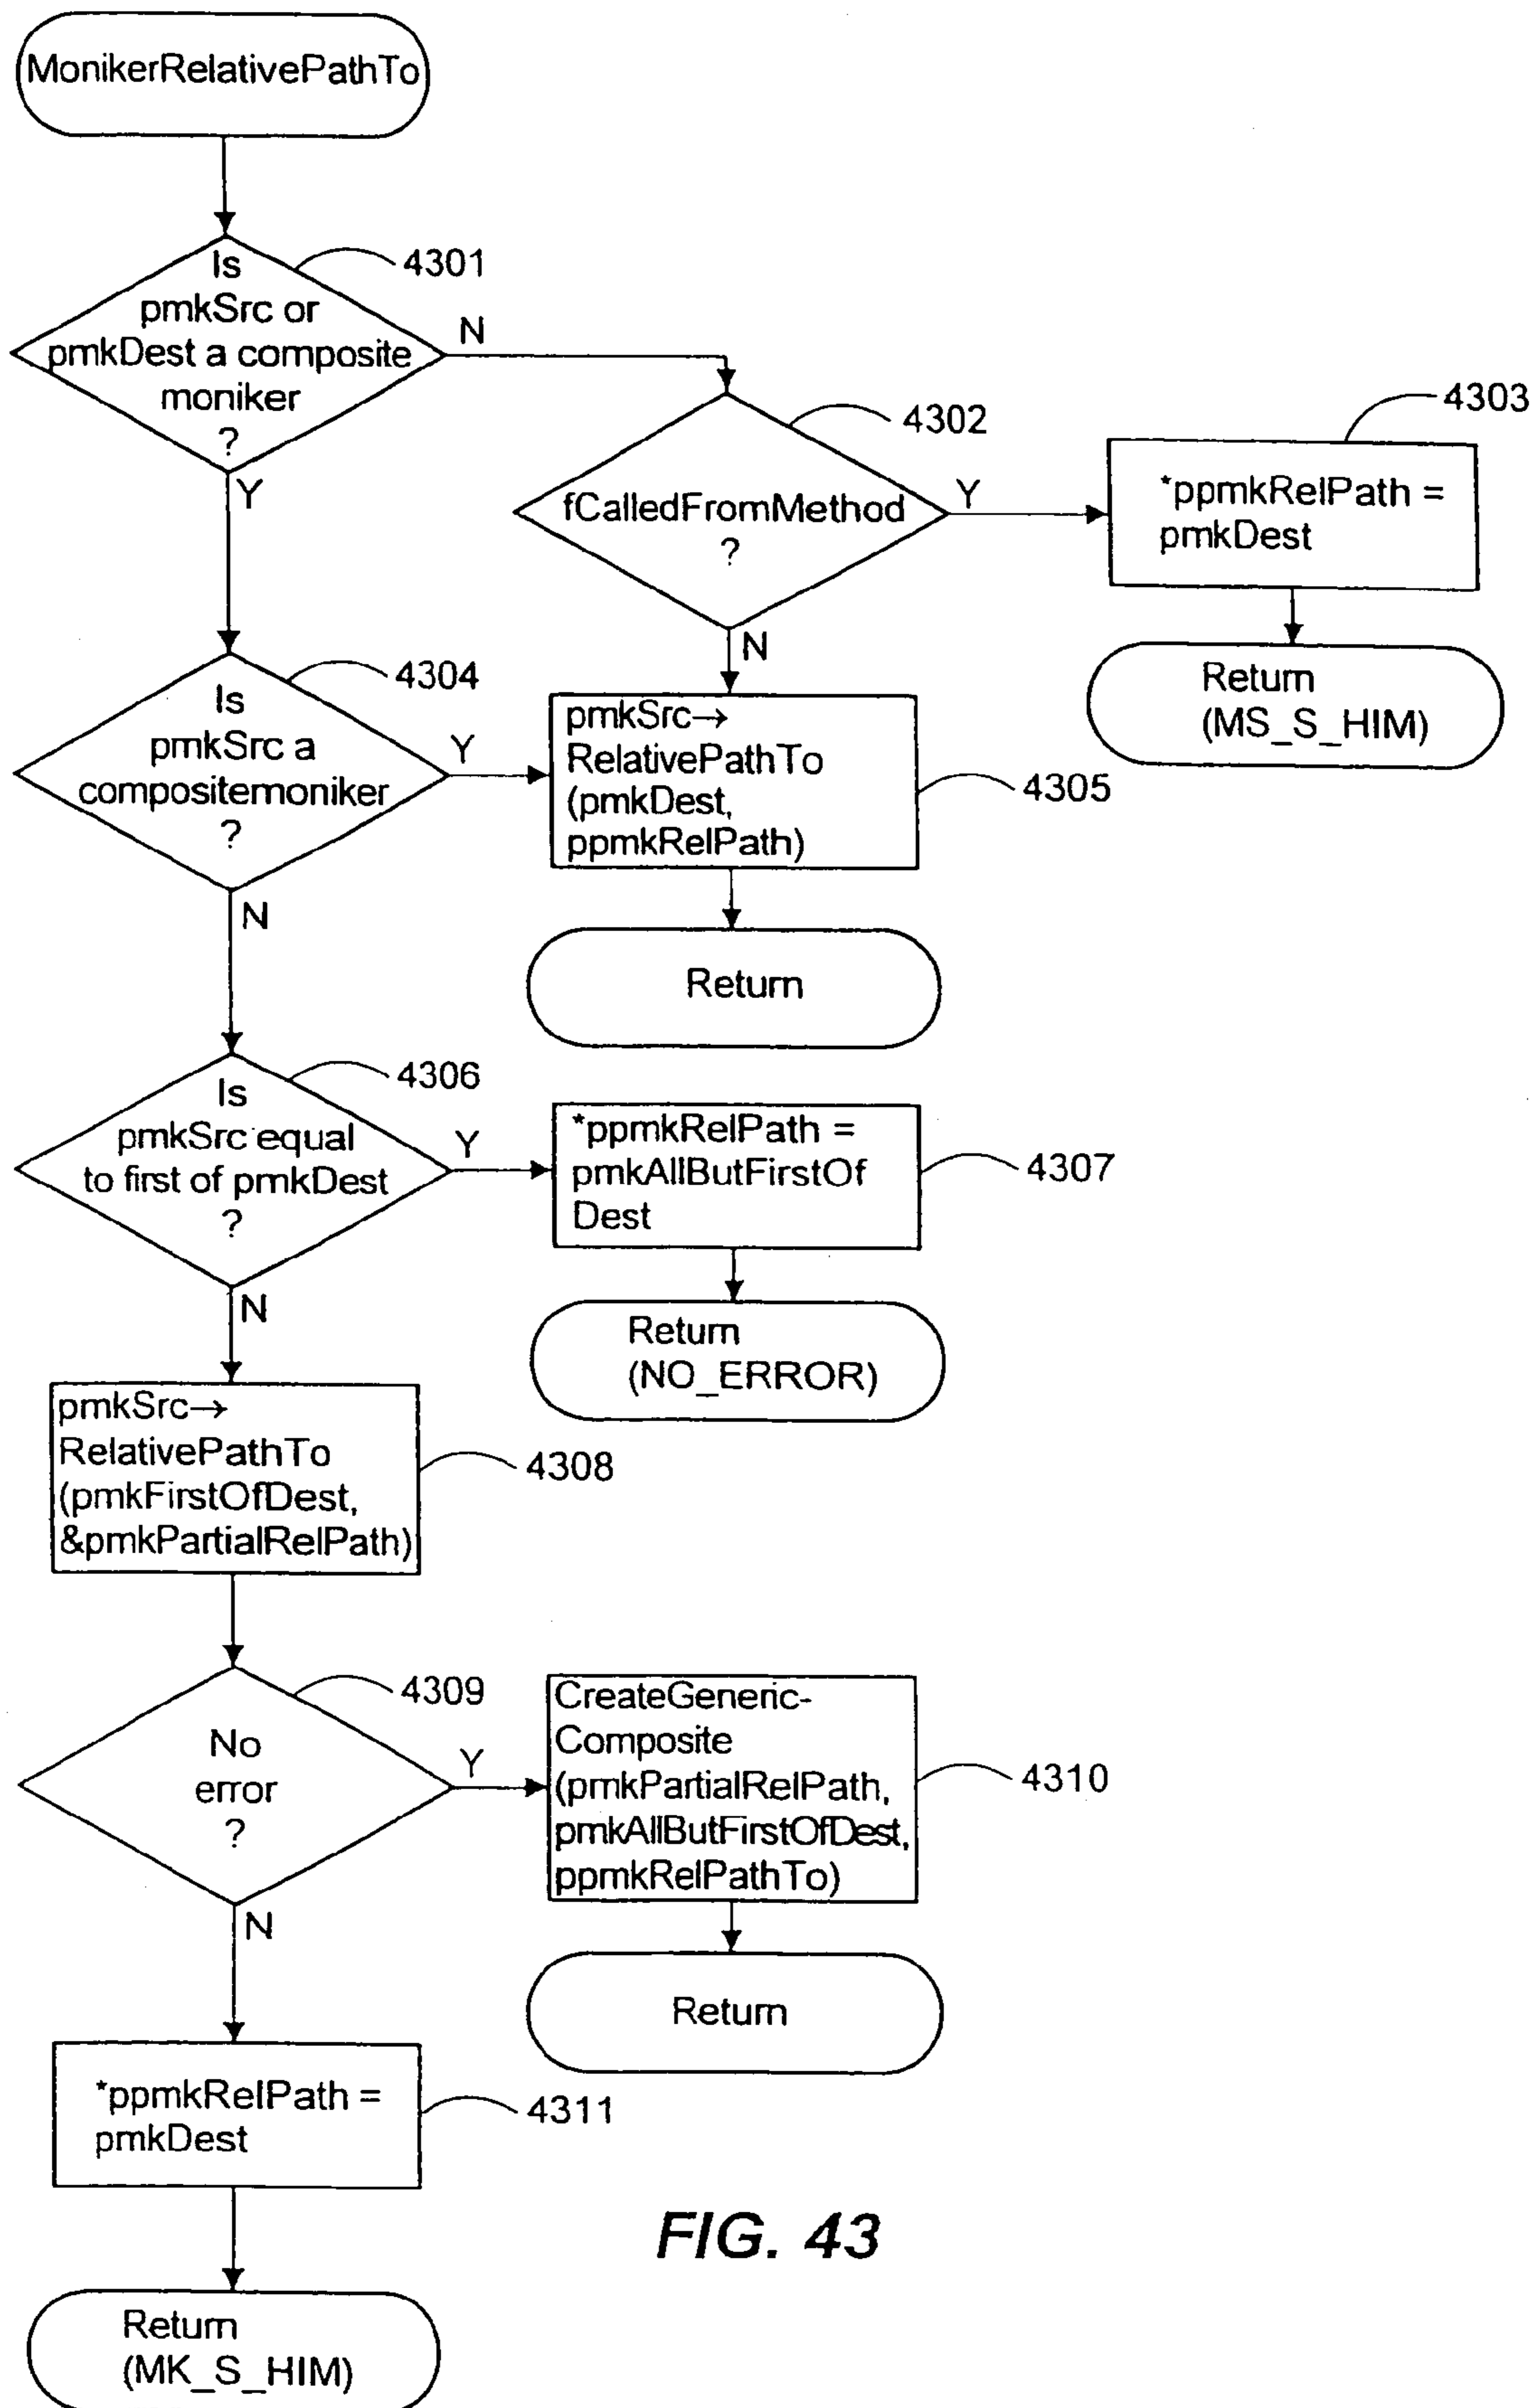 MonikerRelativePathTo
4301
Is
pmkSrc or
pmkDest a composite
moniker
?
N
Y
4302
fCalledFromMethod
?
Y
N
4303
*ppmkRelPath =
pmkDest
Return
(MS_S_HIM)
4304
Is
pmkSrc a
compositemoniker
?
Y
N
pmkSrc→
RelativePathTo
(pmkDest,
ppmkRelPath)
4305
Return
4306
Is
pmkSrc equal
to first of pmkDest
?
Y
N
*ppmkRelPath =
pmkAllButFirstOf
Dest
4307
Return
(NO_ERROR)
pmkSrc→
RelativePathTo
(pmkFirstOfDest,
&pmkPartialRelPath)
4308
4309
No
error
?
Y
N
CreateGeneric-
Composite
(pmkPartialRelPath,
pmkAllButFirstOfDest,
ppmkRelPathTo)
4310
Return
*ppmkRelPath =
pmkDest
4311
Return
(MK_S_HIM)
FIG. 43